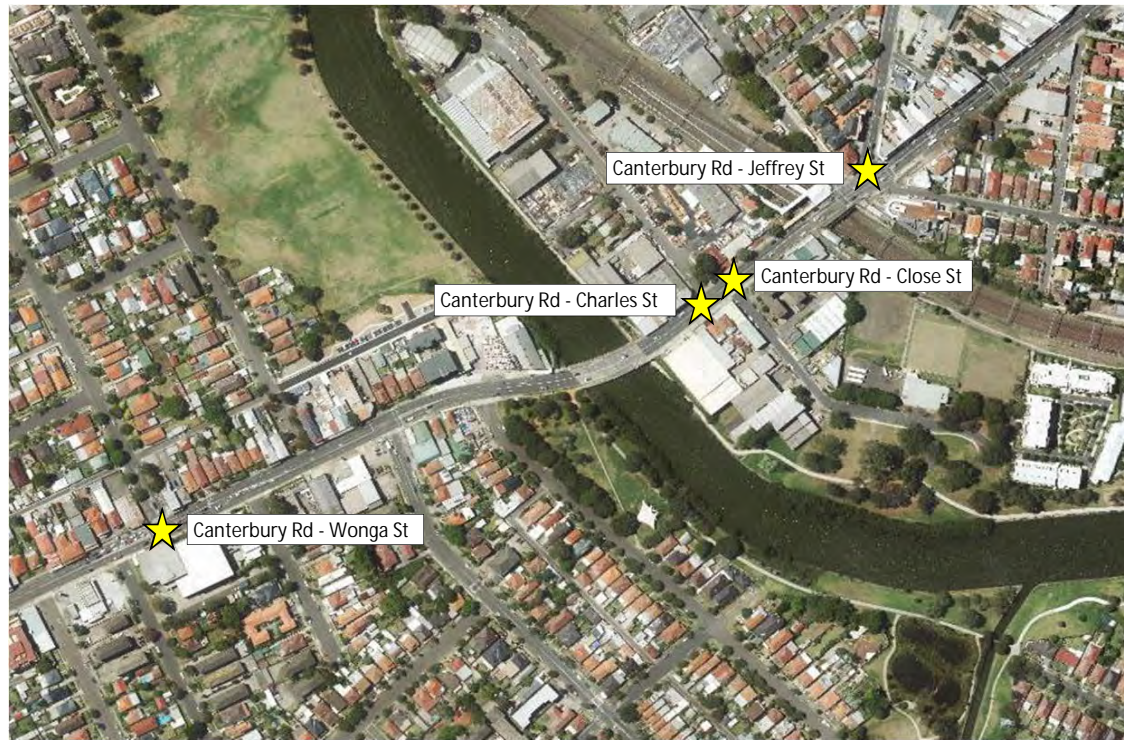 Canterbury Rd - Jeffrey St
Canterbury Rd - Close St
Canterbury Rd - Charles St
Canterbury Rd - Wonga St